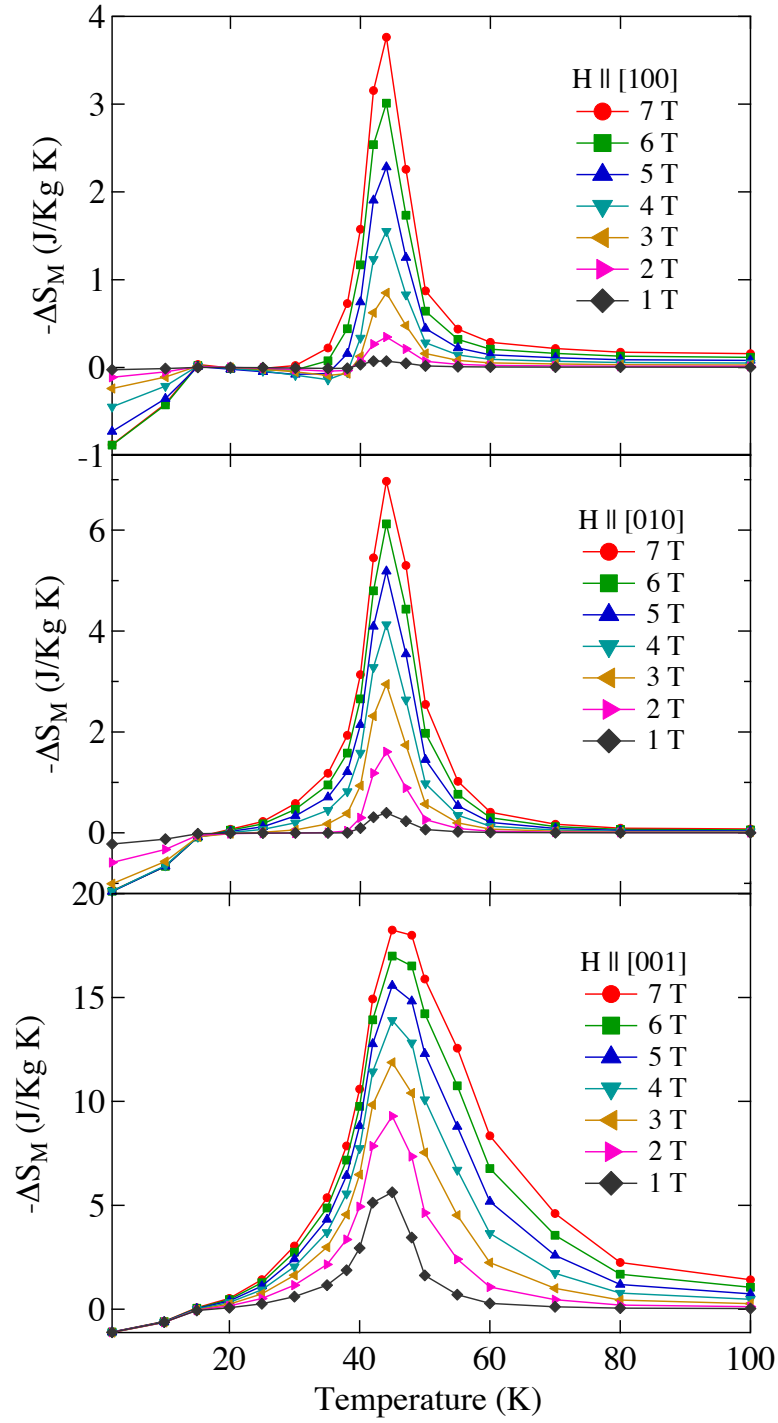 4
3
2
1
0
-1
-ΔS_M (J/Kg K)
H || [100]
7 T
6 T
5 T
4 T
3 T
2 T
1 T
6
4
2
0
-ΔS_M (J/Kg K)
H || [010]
7 T
6 T
5 T
4 T
3 T
2 T
1 T
20
15
10
5
0
-ΔS_M (J/Kg K)
H || [001]
7 T
6 T
5 T
4 T
3 T
2 T
1 T
20 40 60 80 100
Temperature (K)